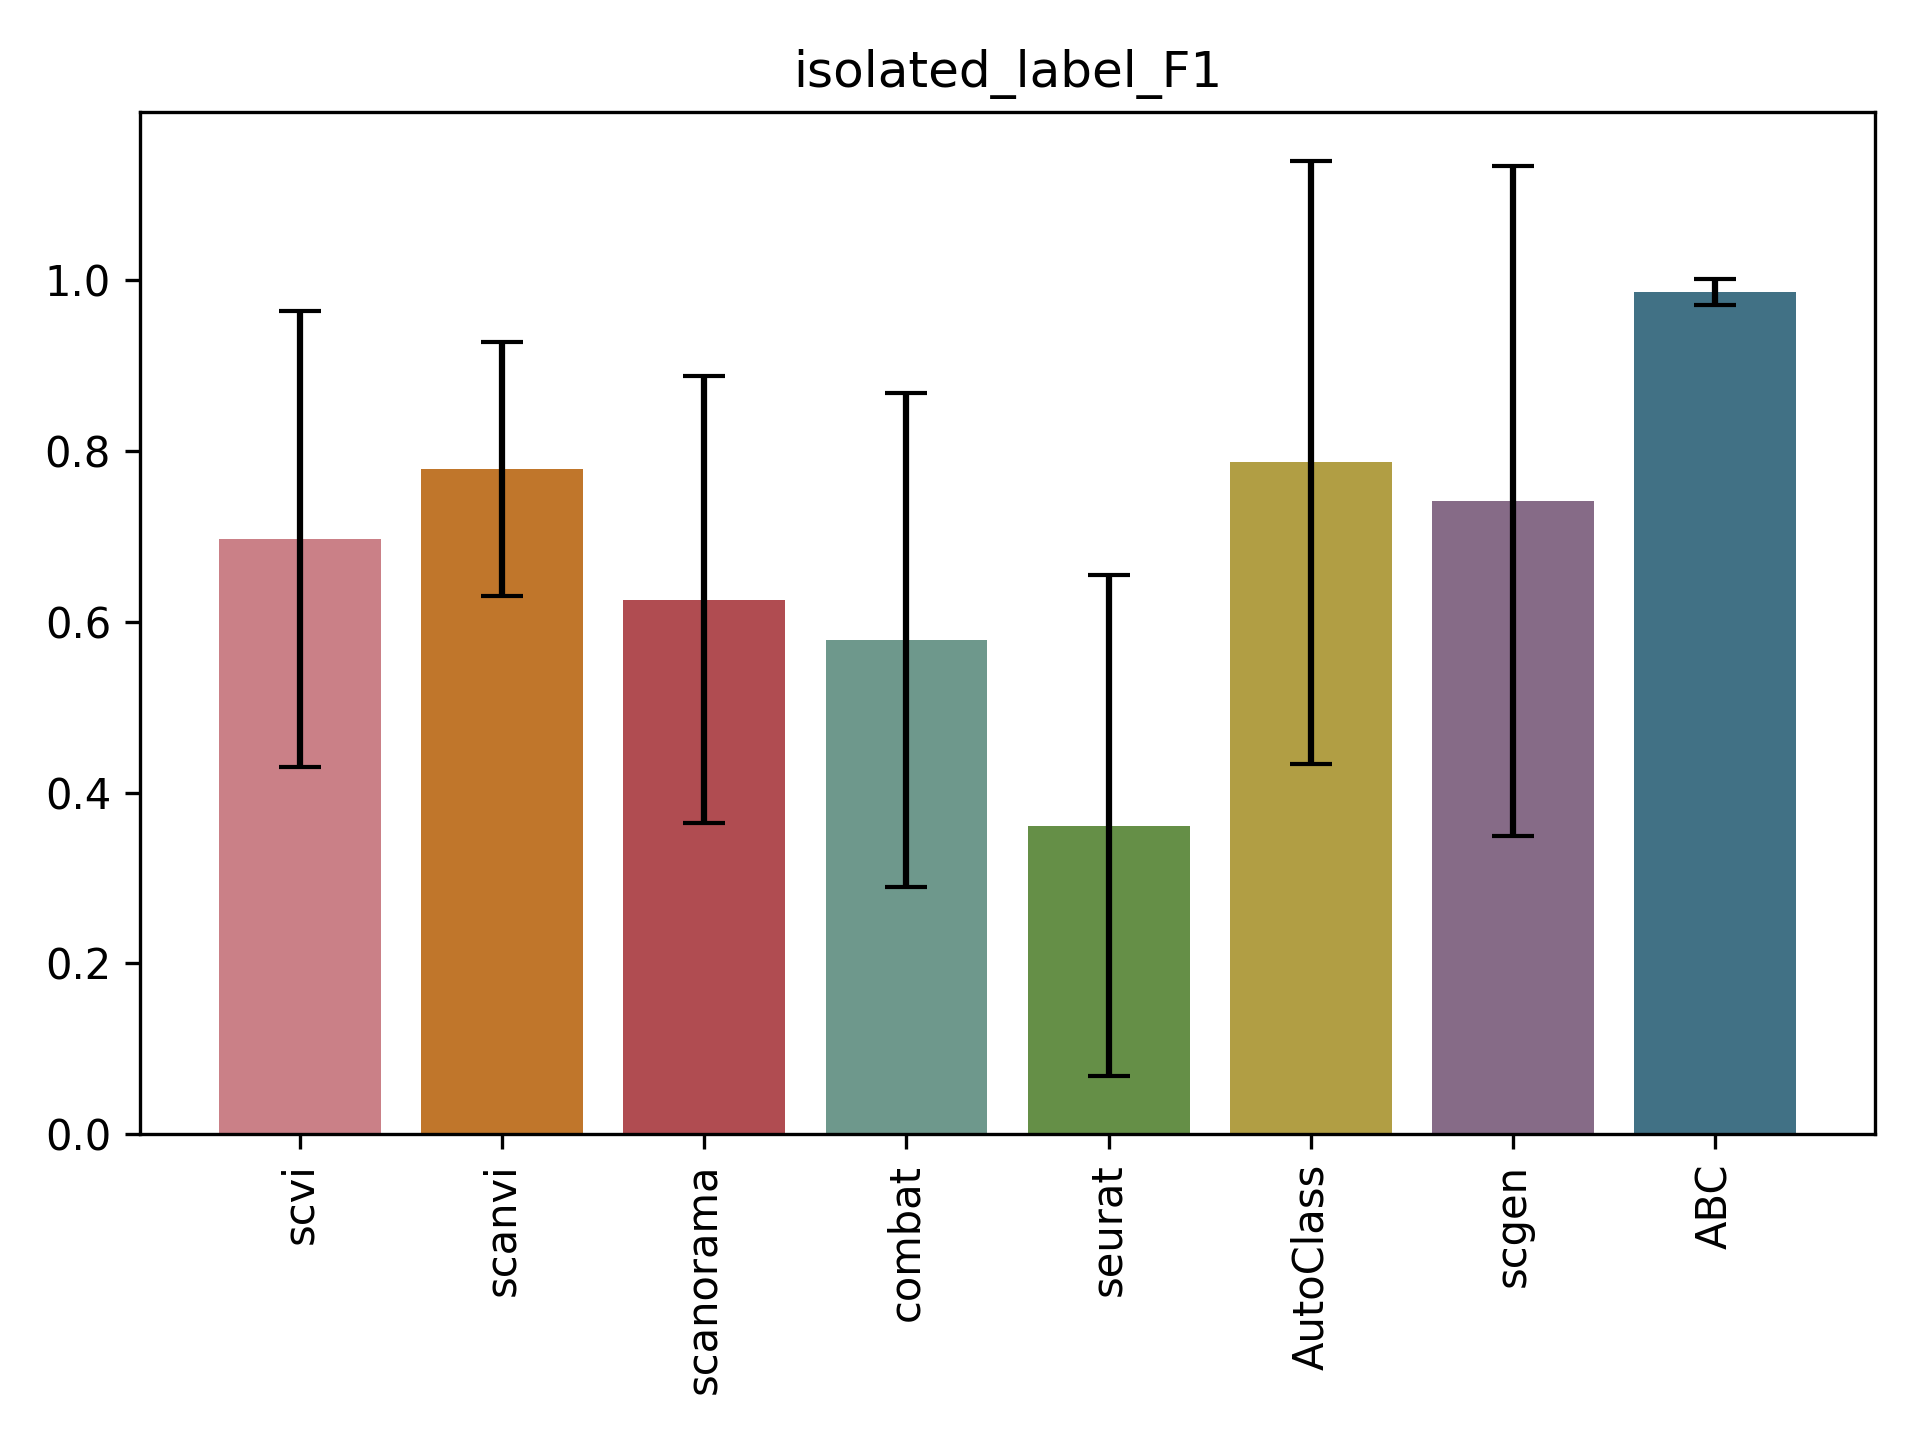 isolated_label_F1
1.0
0.8
0.6
0.4
0.2
0.0
scvi
scanvi
scanorama
combat
seurat
AutoClass
scgen
ABC